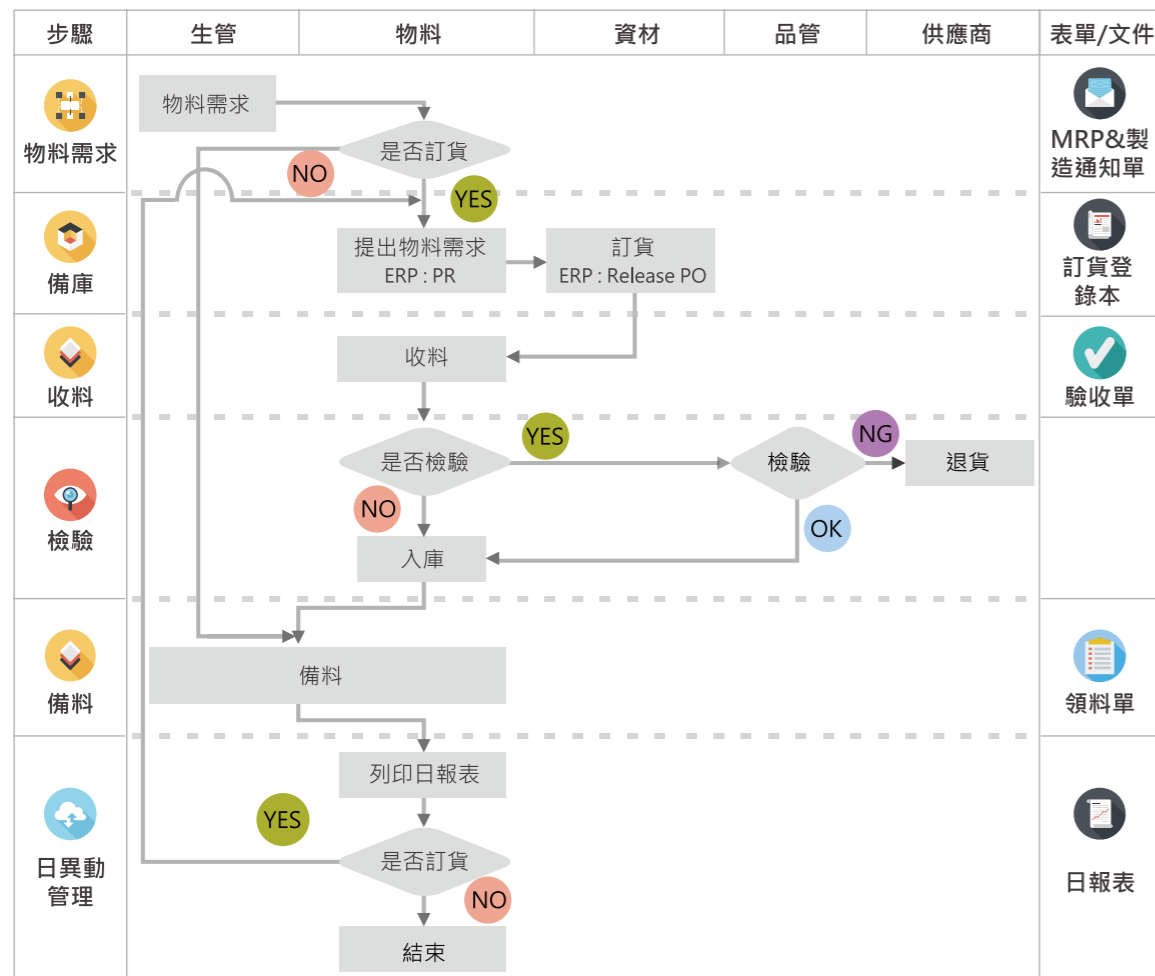 步驟
生管
物料
資材
品管
供應商
表單/文件
物料需求
物料需求
是否訂貨
NO
YES
MRP&製
造通知單
備庫
提出物料需求
ERP : PR
訂貨
ERP : Release PO
訂貨登
錄本
收料
收料
驗收單
檢驗
是否檢驗
YES
NO
檢驗
NG
退貨
OK
入庫
備料
備料
領料單
日異動
管理
列印日報表
YES
是否訂貨
NO
結束
日報表